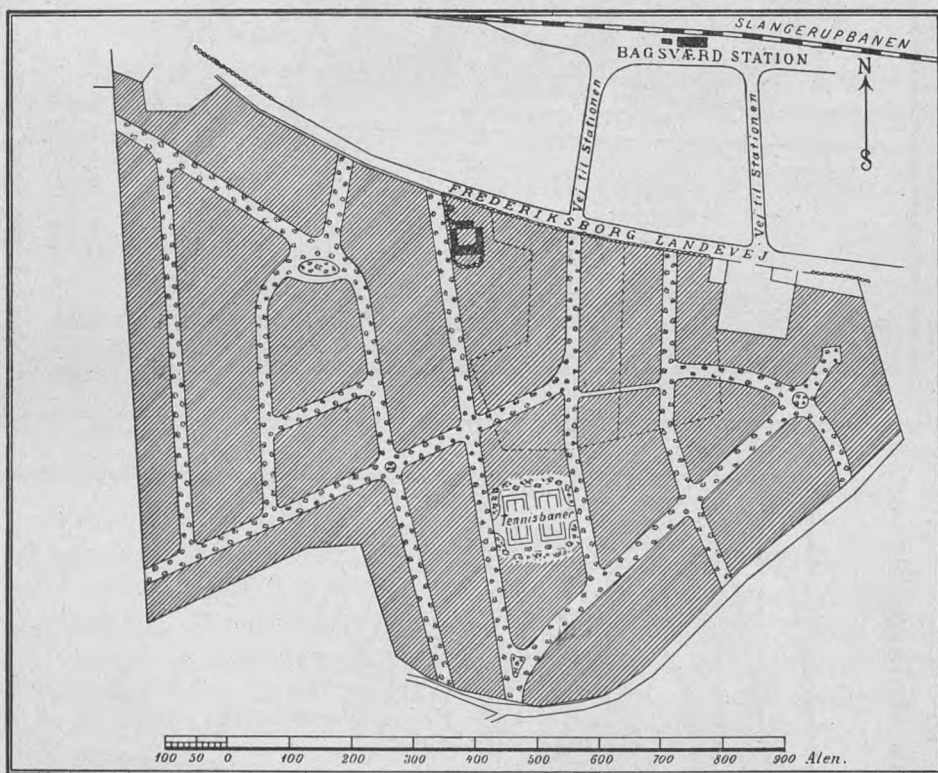 SLANGERUPBANEN
BAGSVÆRD STATION
N
S
Vej til Stationen
Vej til Stationen
FREDERIKSBORG LANDEVEJ
Tennisbaner
100 50 0 100 200 300 400 500 600 700 800 900 Alen.